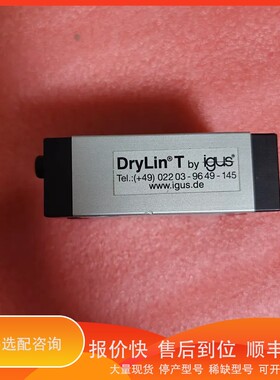 DryLin® T by igus®
Tel.:(+49) 022 03 - 96 49 - 145
www.igus.de
选配咨询
报价快 售后到位 顺丰
大量现货 停产型号 稀缺型号 可开